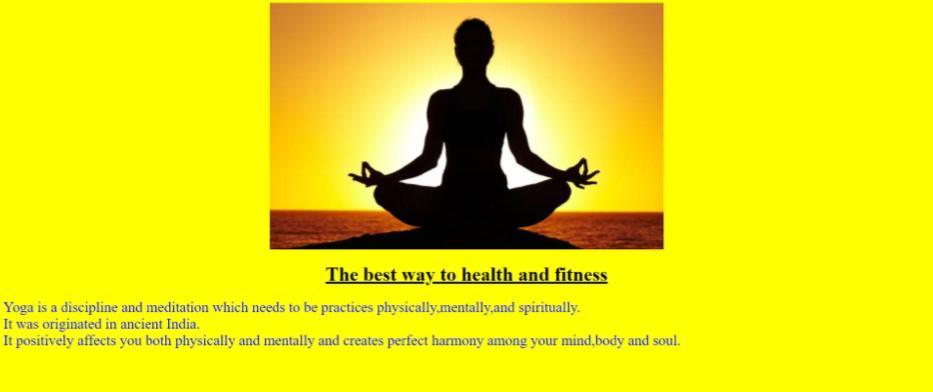 The best way to health and fitness
Yoga is a discipline and meditation which needs to be practices physically,mentally,and spiritually.
It was originated in ancient India.
It positively affects you both physically and mentally and creates perfect harmony among your mind,body and soul.